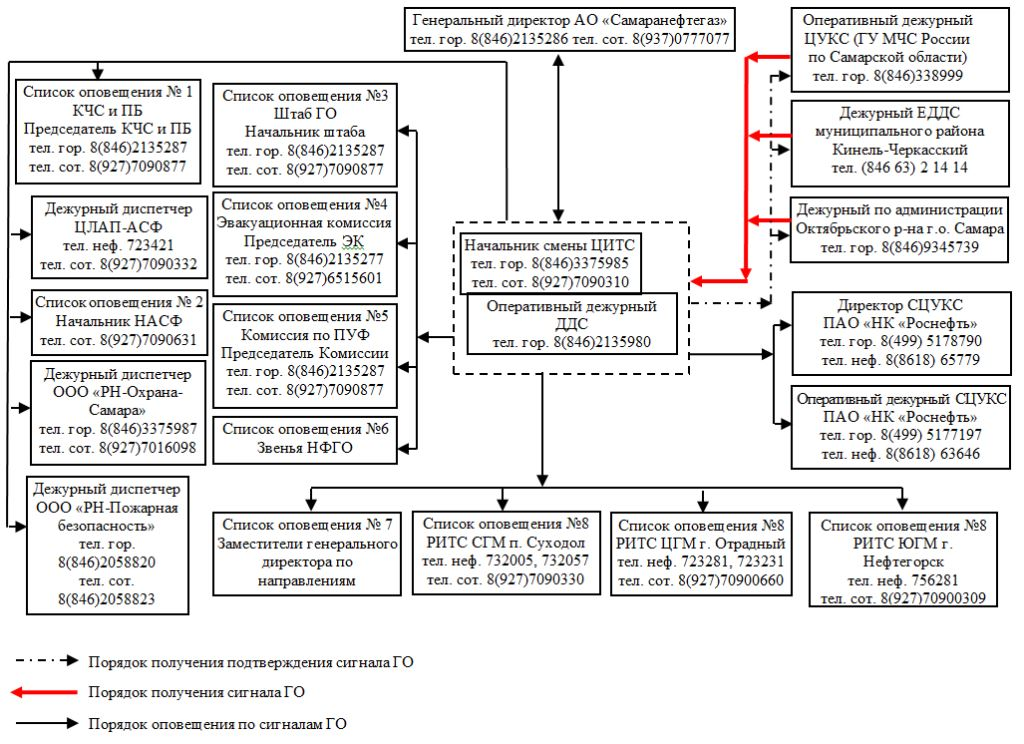 Генеральный директор АО «Самаранефтегаз»
тел. гор. 8(846)2135286 тел. сот. 8(937)0777077
Оперативный дежурный
ЦУКС (ГУ МЧС России
по Самарской области)
тел. гор. 8(846)338999
Список оповещения № 1
КЧС и ПБ
Председатель КЧС и ПБ
тел. гор. 8(846)2135287
тел. сот. 8(927)7090877
Список оповещения №3
Штаб ГО
Начальник штаба
тел. гор. 8(846)2135287
тел. сот. 8(927)7090877
Дежурный ЕДДС
муниципального района
Кинель-Черкасский
тел. (846 63) 2 14 14
Дежурный диспетчер
ЦЛАП-АСФ
тел. неф. 723421
тел. сот. 8(927)7090332
Список оповещения №4
Эвакуационная комиссия
Председатель ЭК
тел. гор. 8(846)2135277
тел. сот. 8(927)6515601
Дежурный по администрации
Октябрьского р-на г.о. Самара
тел. гор. 8(846)9345739
Начальник смены ЦИТС
тел. гор. 8(846)3375985
тел. сот. 8(927)7090310
Оперативный дежурный
ДДС
тел. гор. 8(846)2135980
Список оповещения № 2
Начальник НАСФ
тел. сот. 8(927)7090631
Список оповещения №5
Комиссия по ПУФ
Председатель Комиссии
тел. гор. 8(846)2135287
тел. сот. 8(927)7090877
Директор СЦУКС
ПАО «НК «Роснефть»
тел. гор. 8(499) 5178790
тел. неф. 8(8618) 65779
Дежурный диспетчер
ООО «РН-Охрана-
Самара»
тел. гор. 8(846)3375987
тел. сот. 8(927)7016098
Список оповещения №6
Звенья НФГО
Оперативный дежурный СЦУКС
ПАО «НК «Роснефть»
тел. гор. 8(499) 5177197
тел. неф. 8(8618) 63646
Дежурный диспетчер
ООО «РН-Пожарная
безопасность»
тел. гор.
8(846)2058820
тел. сот.
8(846)2058823
Список оповещения № 7
Заместители генерального
директора по
направлениям
Список оповещения №8
РИТС СГМ п. Суходол
тел. неф. 732005, 732057
тел. сот. 8(927)7090330
Список оповещения №8
РИТС ЦГМ г. Отрадный
тел. неф. 723281, 723231
тел. сот. 8(927)70900660
Список оповещения №8
РИТС ЮГМ г.
Нефтегорск
тел. неф. 756281
тел. сот. 8(927)70900309
Порядок получения подтверждения сигнала ГО
Порядок получения сигнала ГО
Порядок оповещения по сигналам ГО